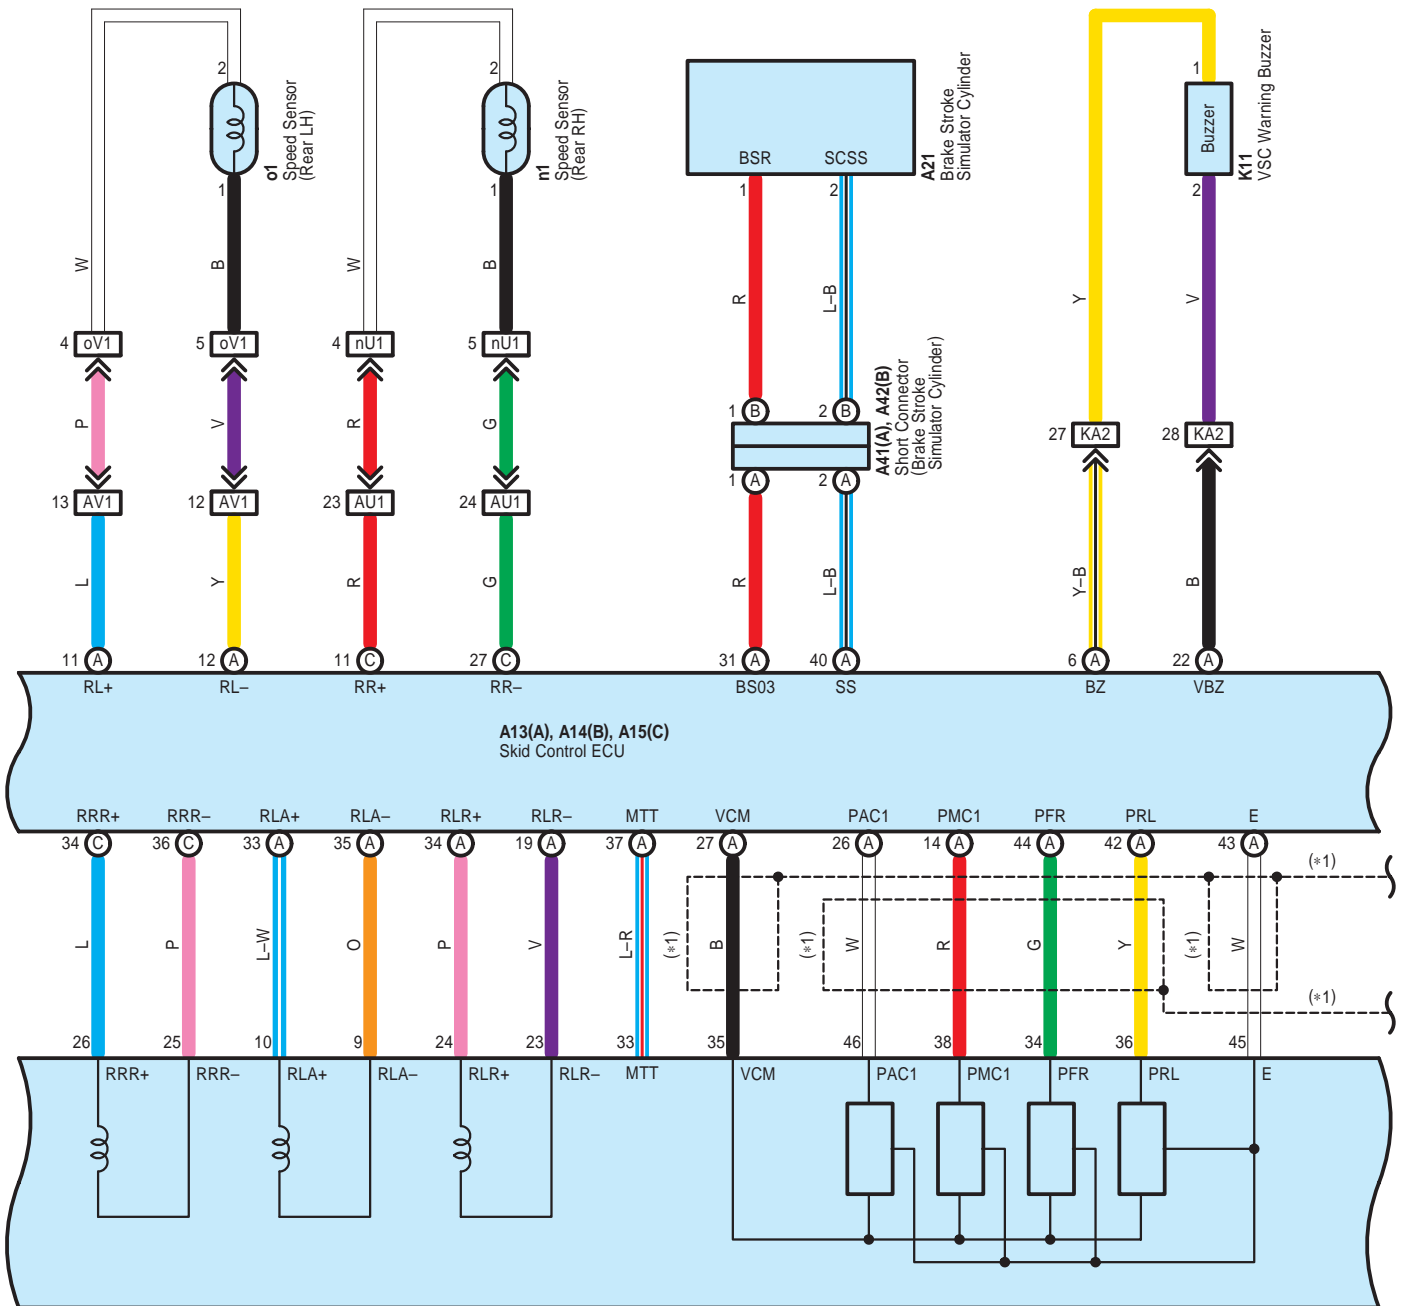 2 2 1
1 1 BSR SCSS Buzzer
o1 Speed Sensor (Rear LH)
n1 Speed Sensor (Rear RH)
A21 Brake Stroke Simulator Cylinder
K11 VSC Warning Buzzer
1 2 2
W B W B R L–B Y V
4 oV1 5 oV1 4 nU1 5 nU1
A41(A), A42(B)
Short Connector
(Brake Stroke
Simulator Cylinder)
1 B 2 B 27 KA2 28 KA2
P V R G
1 A 2 A
13 AV1 12 AV1 23 AU1 24 AU1
L Y R G R L–B Y–B B
11 A 12 A 11 C 27 C 31 A 40 A 6 A 22 A
RL+ RL– RR+ RR– BS03 SS BZ VBZ
A13(A), A14(B), A15(C)
Skid Control ECU
RRR+ RRR– RLA+ RLA– RLR+ RLR– MTT VCM PAC1 PMC1 PFR PRL E
34 C 36 C 33 A 35 A 34 A 19 A 37 A 27 A 26 A 14 A 44 A 42 A 43 A
(*1)
L P L–W O P V L–R (*1) B (*1) W R G Y (*1) W
(*1)
26 25 10 9 24 23 33 35 46 38 34 36 45
RRR+ RRR– RLA+ RLA– RLR+ RLR– MTT VCM PAC1 PMC1 PFR PRL E